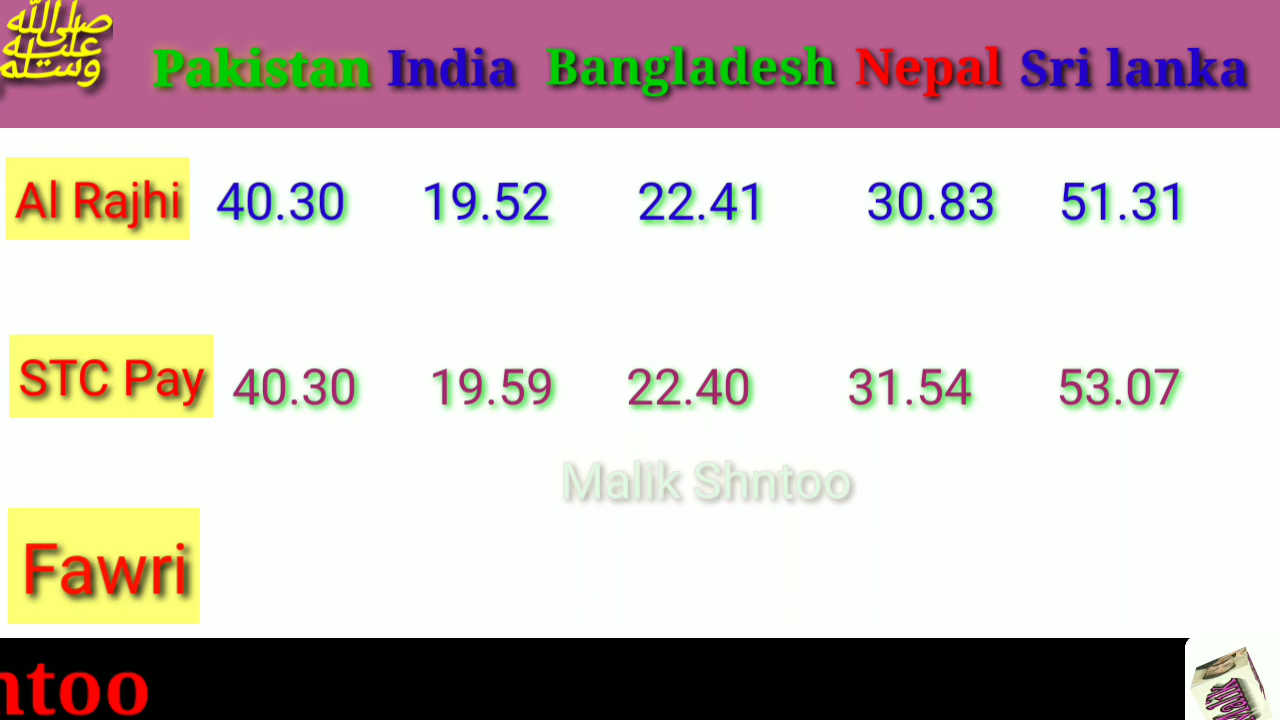 صلى الله
عليه
وسلم
Pakistan India Bangladesh Nepal Sri lanka
Al Rajhi 40.30 19.52 22.41 30.83 51.31
STC Pay 40.30 19.59 22.40 31.54 53.07
Malik Shntoo
Fawri
ntoo